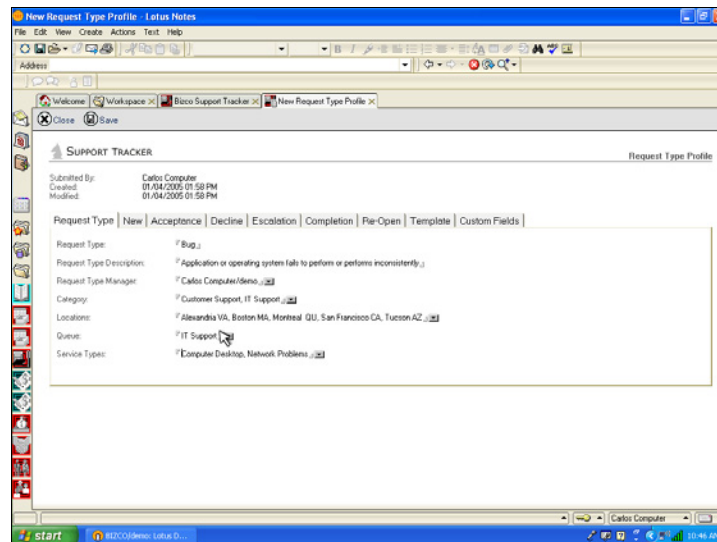 New Request Type Profile - Lotus Notes
File Edit View Create Actions Text Help
Address
Welcome Workspace Bizco Support Tracker New Request Type Profile
Close Save
SUPPORT TRACKER
Request Type Profile
Submitted By: Carlos Computer
Created: 01/04/2005 01:58 PM
Modified: 01/04/2005 01:58 PM
Request Type New Acceptance Decline Escalation Completion Re-Open Template Custom Fields
Request Type: Bug
Request Type Description: Application or operating system fails to perform or performs inconsistently
Request Type Manager: Carlos Computer/demo
Category: Customer Support, IT Support
Locations: Alexandria VA, Boston MA, Montreal QU, San Francisco CA, Tucson AZ
Queue: IT Support
Service Types: Computer Desktop, Network Problems
Carlos Computer
start BIZCO/demo: Lotus D... 10:46 AM